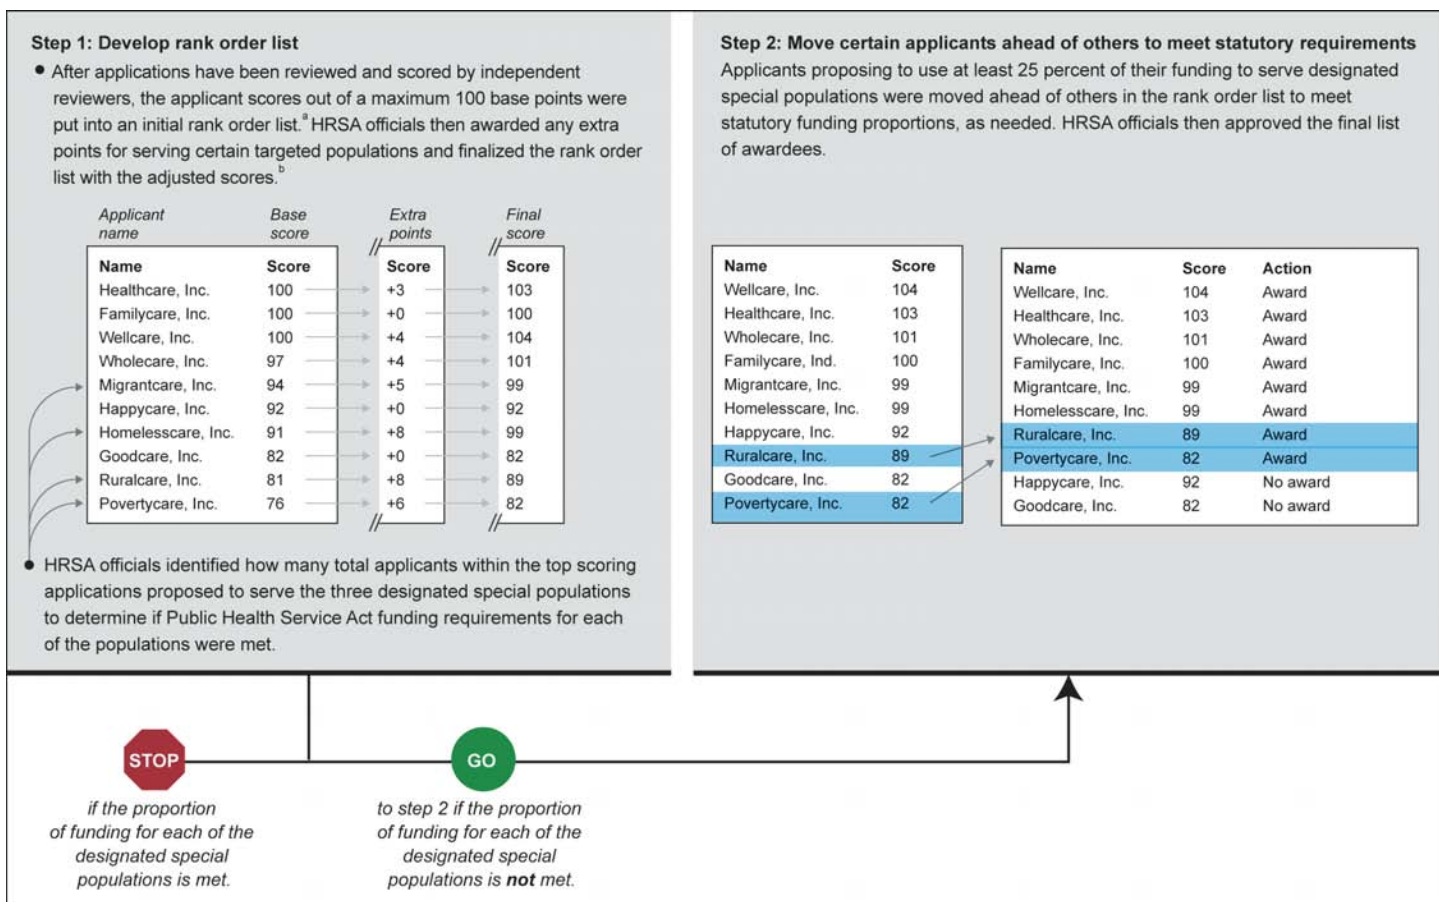 Step 1: Develop rank order list
● After applications have been reviewed and scored by independent
reviewers, the applicant scores out of a maximum 100 base points were
put into an initial rank order list.a HRSA officials then awarded any extra
points for serving certain targeted populations and finalized the rank order
list with the adjusted scores.b
Applicant name Base score Extra points Final score
Name Score Score Score
Healthcare, Inc. 100 +3 103
Familycare, Inc. 100 +0 100
Wellcare, Inc. 100 +4 104
Wholecare, Inc. 97 +4 101
Migrantcare, Inc. 94 +5 99
Happycare, Inc. 92 +0 92
Homelesscare, Inc. 91 +8 99
Goodcare, Inc. 82 +0 82
Ruralcare, Inc. 81 +8 89
Povertycare, Inc. 76 +6 82
● HRSA officials identified how many total applicants within the top scoring
applications proposed to serve the three designated special populations
to determine if Public Health Service Act funding requirements for each
of the populations were met.
Step 2: Move certain applicants ahead of others to meet statutory requirements
Applicants proposing to use at least 25 percent of their funding to serve designated
special populations were moved ahead of others in the rank order list to meet
statutory funding proportions, as needed. HRSA officials then approved the final list
of awardees.
Name Score
Wellcare, Inc. 104
Healthcare, Inc. 103
Wholecare, Inc. 101
Familycare, Ind. 100
Migrantcare, Inc. 99
Homelesscare, Inc. 99
Happycare, Inc. 92
Ruralcare, Inc. 89
Goodcare, Inc. 82
Povertycare, Inc. 82
Name Score Action
Wellcare, Inc. 104 Award
Healthcare, Inc. 103 Award
Wholecare, Inc. 101 Award
Familycare, Inc. 100 Award
Migrantcare, Inc. 99 Award
Homelesscare, Inc. 99 Award
Ruralcare, Inc. 89 Award
Povertycare, Inc. 82 Award
Happycare, Inc. 92 No award
Goodcare, Inc. 82 No award
STOP
if the proportion
of funding for each of the
designated special
populations is met.
GO
to step 2 if the proportion
of funding for each of the
designated special
populations is not met.